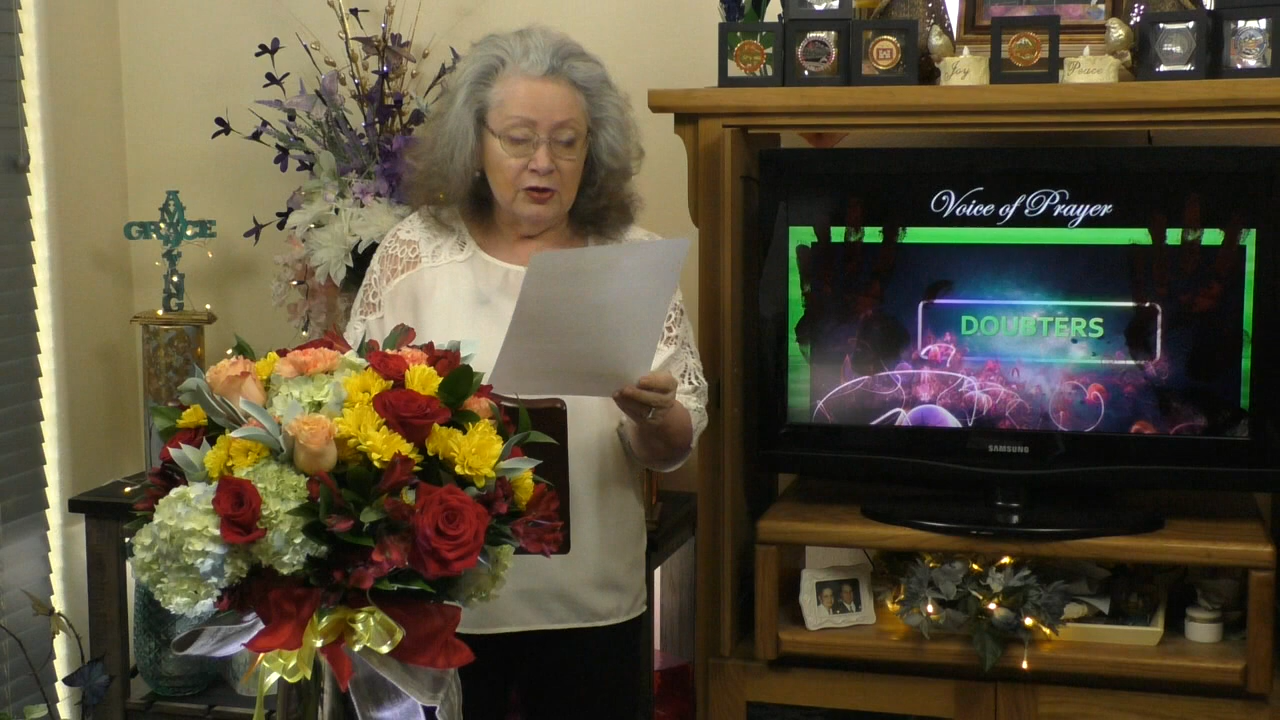 AMAZING
GRACE
Joy
Peace
Voice of Prayer
DOUBTERS
SAMSUNG